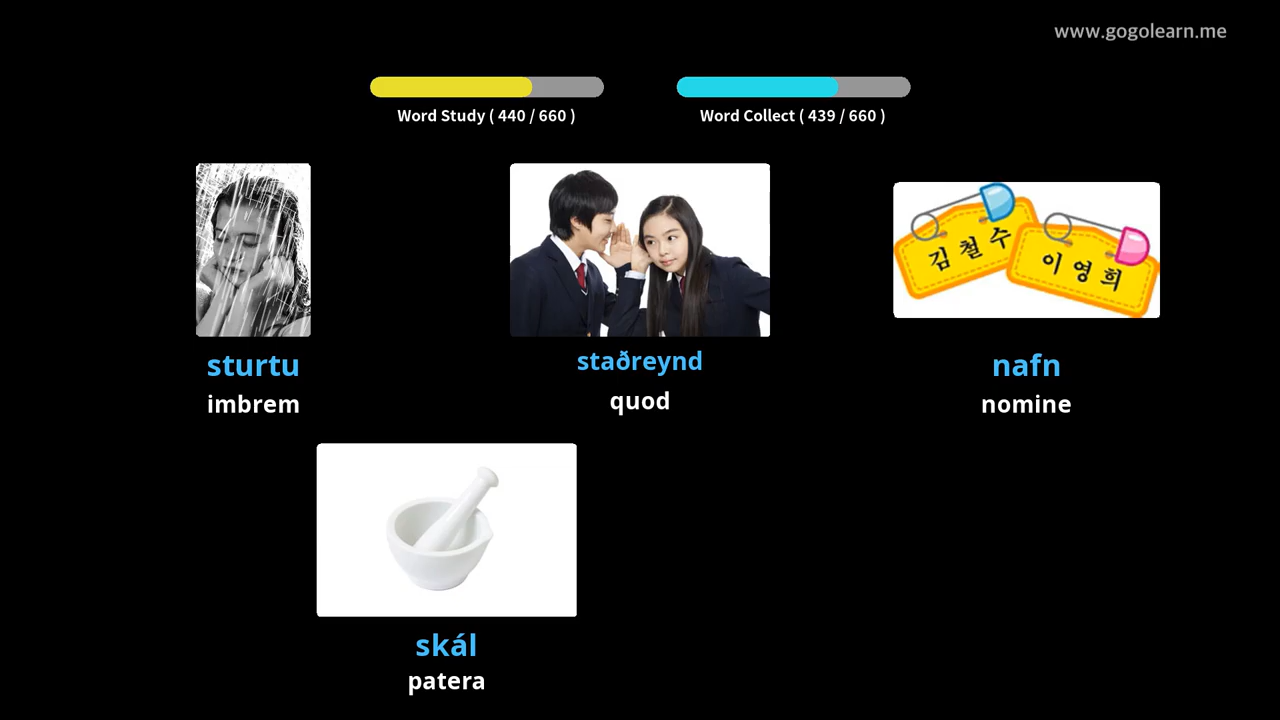 www.gogolearn.me
Word Study ( 440 / 660 )
Word Collect ( 439 / 660 )
김철수
이영희
sturtu
imbrem
staðreynd
quod
nafn
nomine
skál
patera